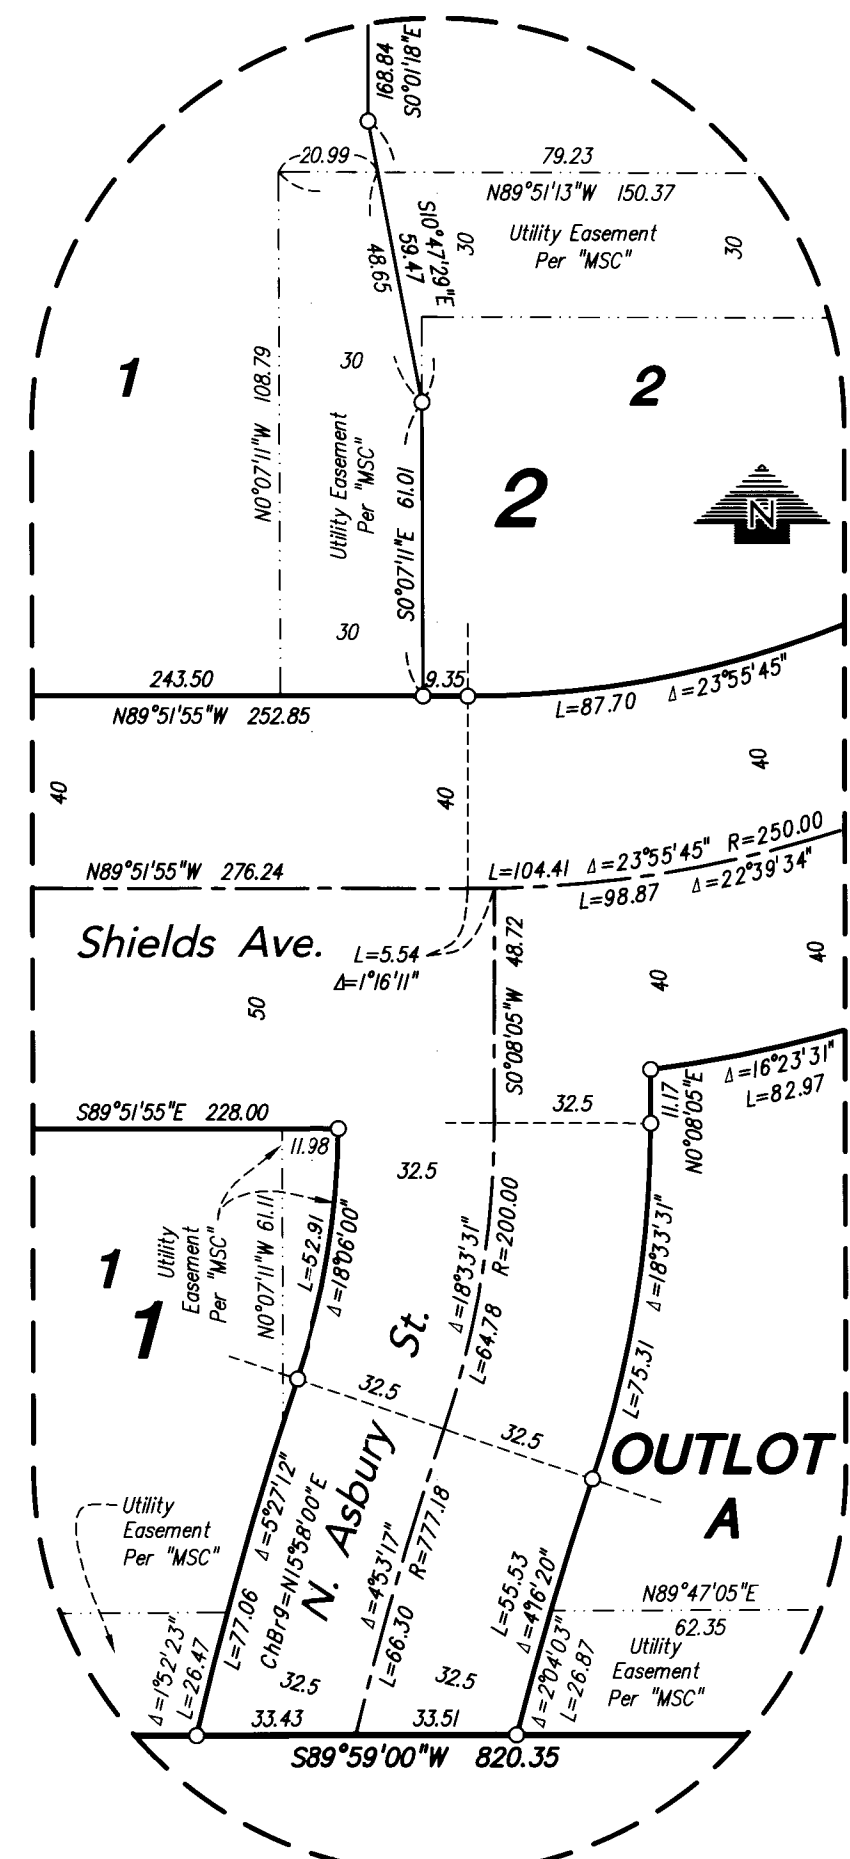 168.84
S0°01'18"E
20.99
79.23
N89°51'13"W 150.37
Utility Easement
Per "MSC"
30
30
S10°47'29"E
59.47
48.65
1
N0°07'11"W 108.79
30
Utility Easement
Per "MSC"
30
S0°07'11"E 61.01
2
2
N
243.50
9.35
N89°51'55"W 252.85
L=87.70 Δ=23°55'45"
40
40
40
N89°51'55"W 276.24
L=104.41 Δ=23°55'45" R=250.00
L=98.87 Δ=22°39'34"
Shields Ave.
L=5.54
Δ=1°16'11"
S0°08'05"W 48.72
50
40
40
Δ=16°23'31"
L=82.97
S89°51'55"E 228.00
32.5
11.17
N0°08'05"E
11.98
32.5
Utility
Easement
Per "MSC"
N0°07'11"W 61.11
L=52.91
Δ=18°06'00"
1
1
St.
Δ=18°33'31" R=200.00
L=64.78
Δ=18°33'31"
L=75.31
32.5
32.5
OUTLOT
A
Utility
Easement
Per "MSC"
L=77.06 Δ=5°27'12"
ChBrg=N15°58'00"E
N. Asbury
Δ=4°53'17" R=777.18
L=66.30
L=55.53
Δ=4°16'20"
N89°47'05"E
62.35
Utility
Easement
Per "MSC"
Δ=1°52'23"
L=26.47
Δ=2°04'03"
L=26.87
32.5
32.5
33.43
33.51
S89°59'00"W 820.35